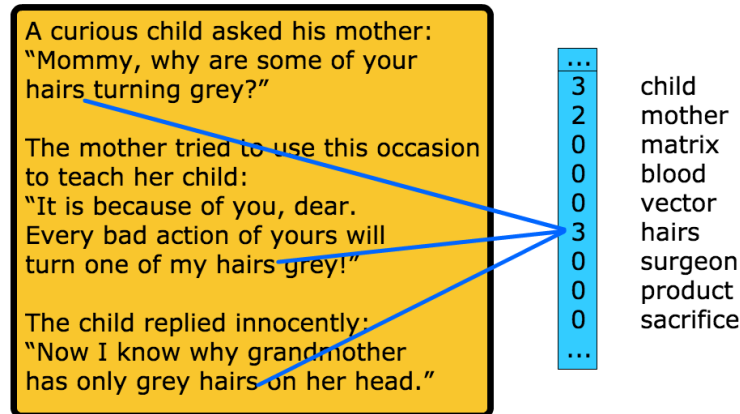 A curious child asked his mother:
“Mommy, why are some of your
hairs turning grey?”
The mother tried to use this occasion
to teach her child:
“It is because of you, dear.
Every bad action of yours will
turn one of my hairs grey!”
The child replied innocently:
“Now I know why grandmother
has only grey hairs on her head.”
...
3 child
2 mother
0 matrix
0 blood
0 vector
3 hairs
0 surgeon
0 product
0 sacrifice
...